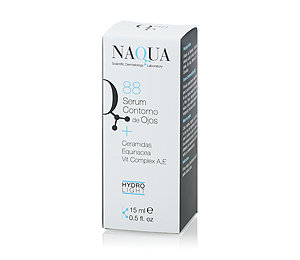 NAQUA
Scientific Dermatology Laboratory
88
Serum
Contorno
de Ojos
+
Ceramidas
Equinacea
Vit Complex A,E
HYDRO
LIGHT
15 ml e
0.5 fl. oz